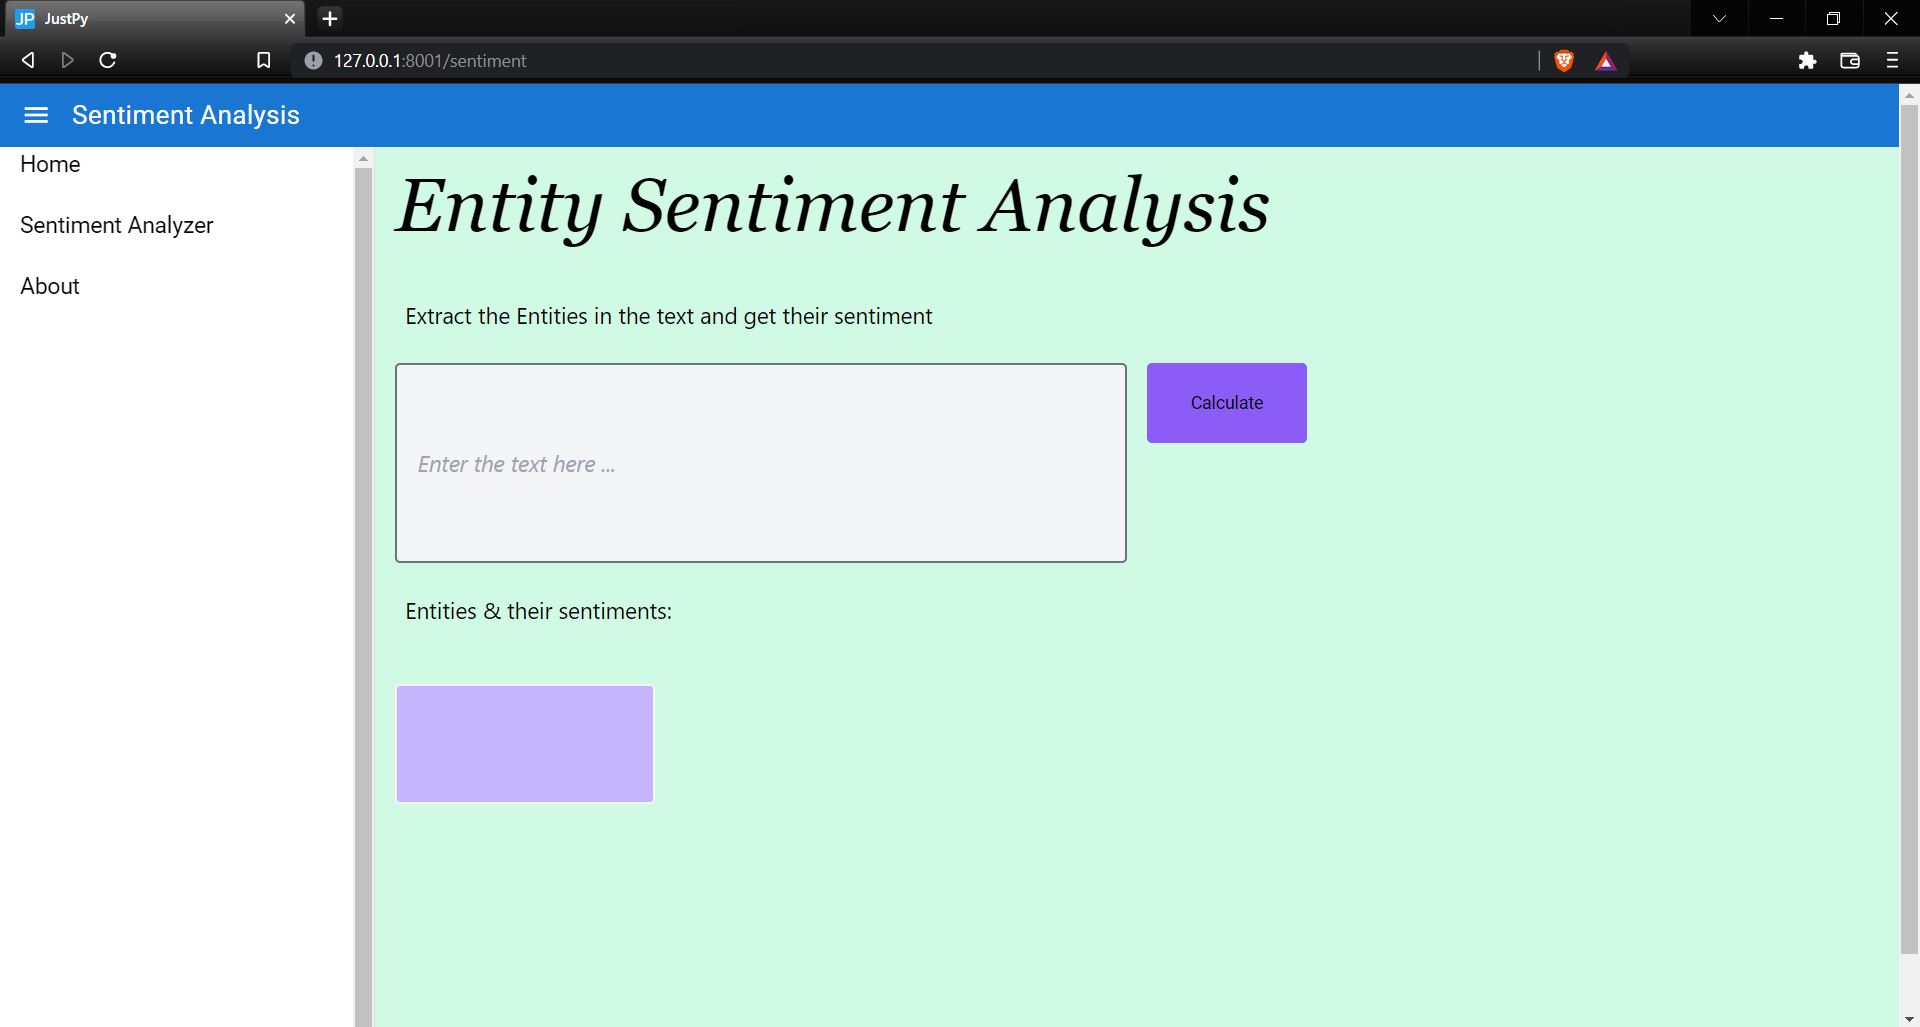 JP JustPy
127.0.0.1:8001/sentiment
Sentiment Analysis
Home
Sentiment Analyzer
About
Entity Sentiment Analysis
Extract the Entities in the text and get their sentiment
Enter the text here ...
Calculate
Entities & their sentiments: